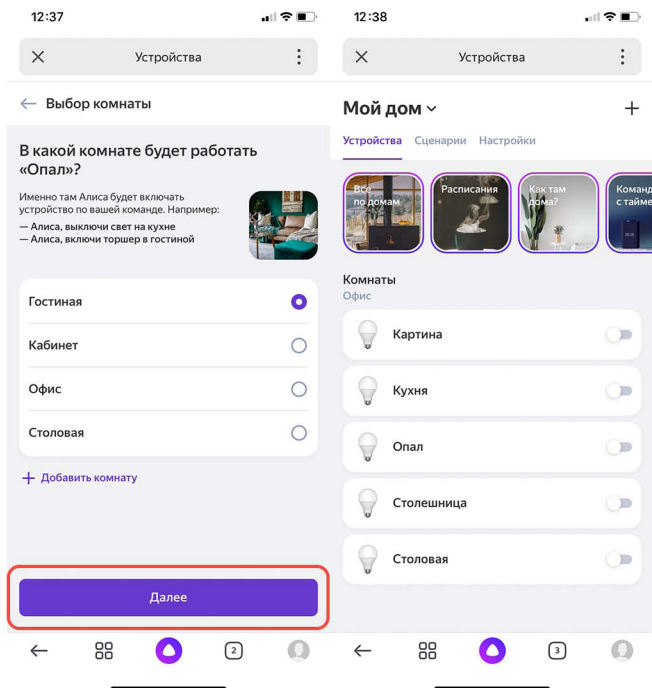 12:37
Устройства
Выбор комнаты
В какой комнате будет работать
«Опал»?
Именно там Алиса будет включать
устройство по вашей команде. Например:
— Алиса, выключи свет на кухне
— Алиса, включи торшер в гостиной
Гостиная
Кабинет
Офис
Столовая
+ Добавить комнату
Далее
2
12:38
Устройства
Мой дом
Устройства Сценарии Настройки
Все
по домам
Расписания
Как там
дома?
Команд
с тайме
Комнаты
Офис
Картина
Кухня
Опал
Столешница
Столовая
3